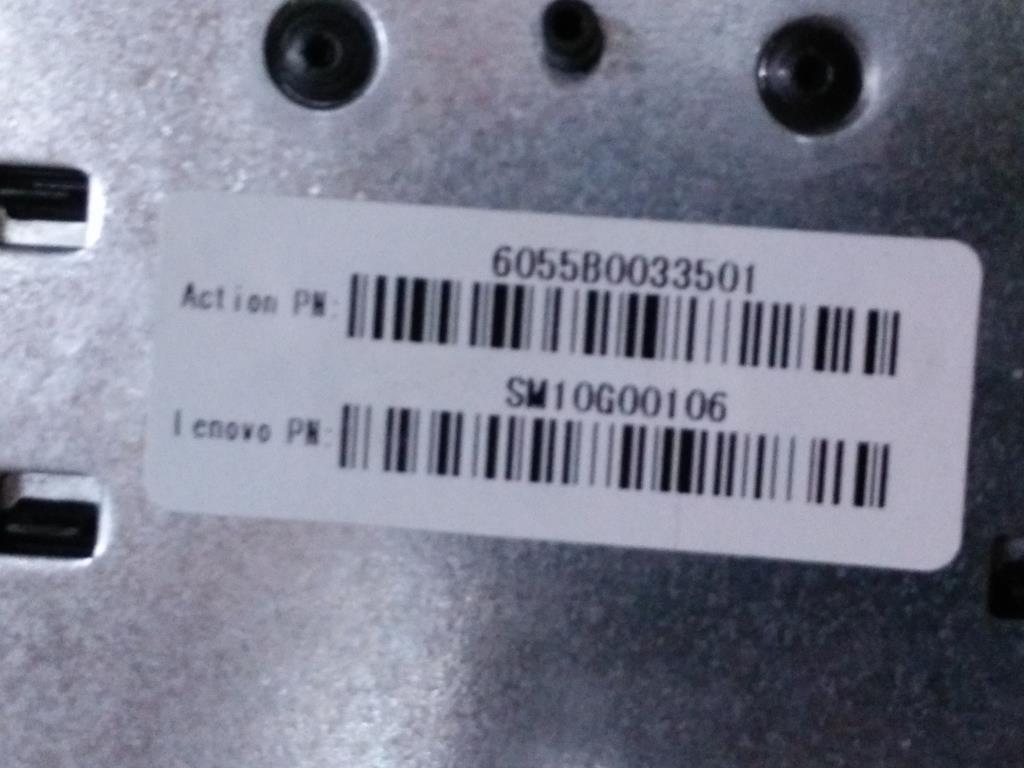 6055B0033501
Action PN:
SM10G00106
Lenovo PN: